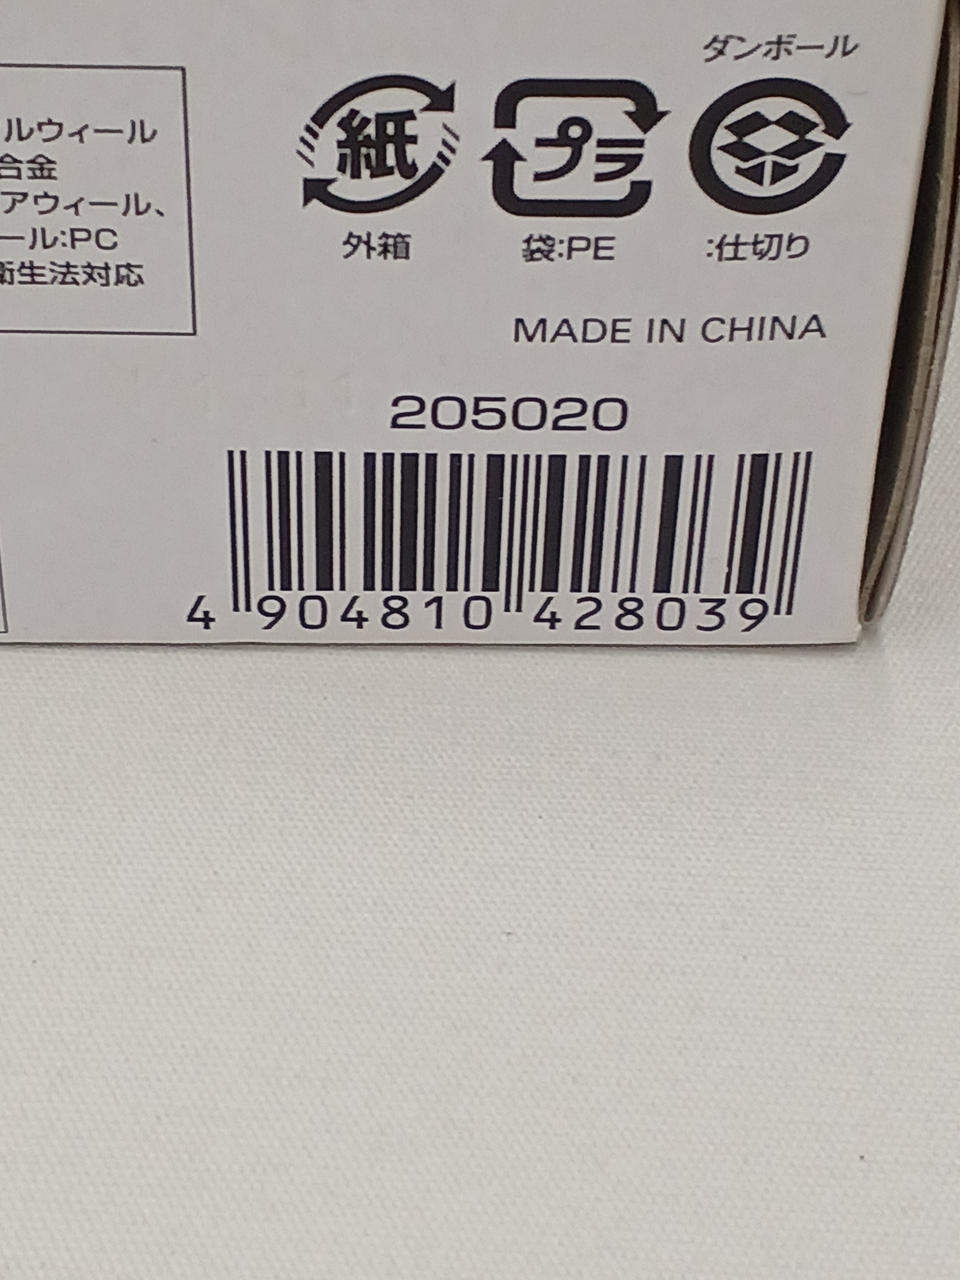 ルウィール
合金
アウィール、
ール:PC
衛生法対応
ダンボール
紙
プラ
外箱
袋:PE
:仕切り
MADE IN CHINA
205020
4 904810 428039